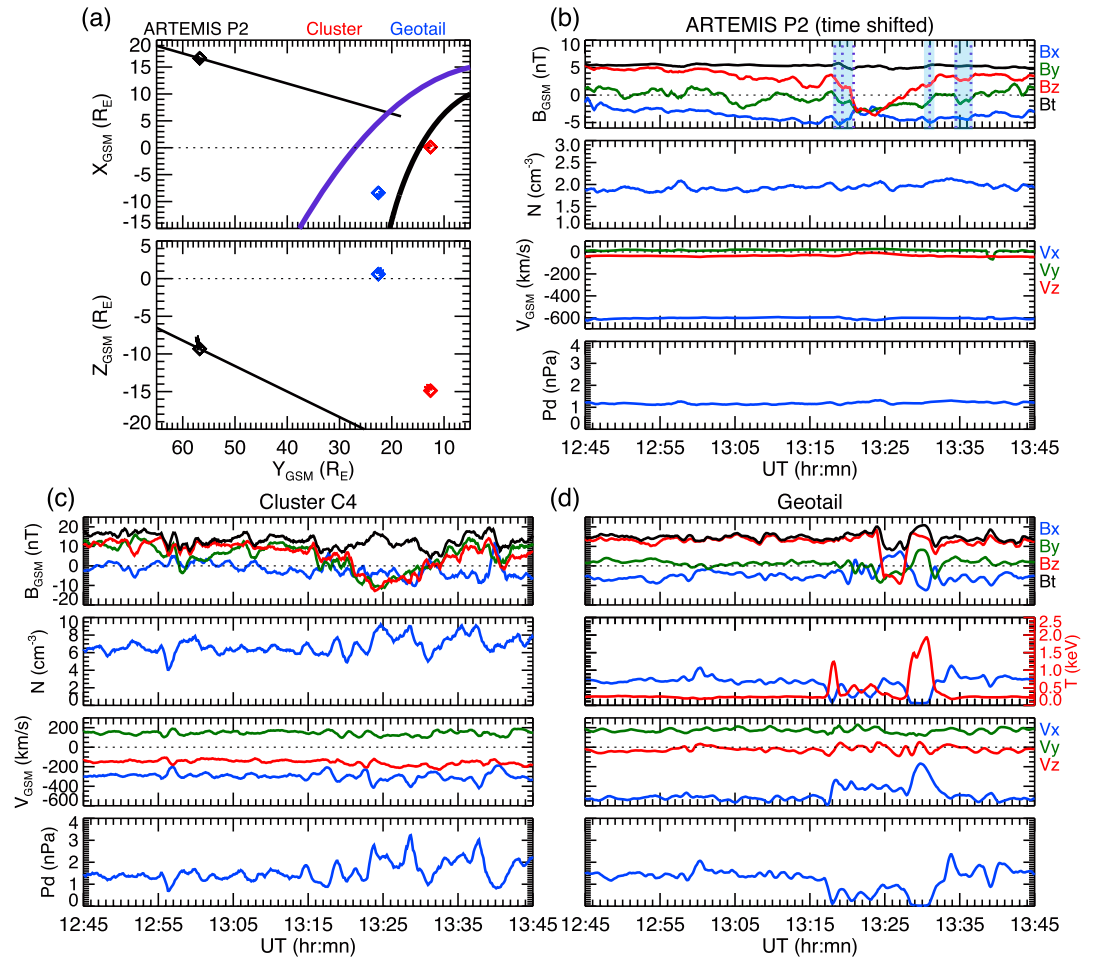 (a)
ARTEMIS P2 Cluster Geotail
20
15
10
5
0
-5
-10
-15
X_GSM (R_E)
5
0
-5
-10
-15
-20
Z_GSM (R_E)
60 50 40 30 20 10
Y_GSM (R_E)
(b)
ARTEMIS P2 (time shifted)
10
5
0
-5
B_GSM (nT)
Bx
By
Bz
Bt
3.0
2.5
2.0
1.5
1.0
N (cm⁻³)
0
-200
-400
-600
V_GSM (km/s)
Vx
Vy
Vz
4
3
2
1
0
Pd (nPa)
12:45 12:55 13:05 13:15 13:25 13:35 13:45
UT (hr:mn)
(c)
Cluster C4
20
10
0
-10
-20
B_GSM (nT)
10
8
6
4
2
0
N (cm⁻³)
200
0
-200
-400
-600
V_GSM (km/s)
4
3
2
1
0
Pd (nPa)
12:45 12:55 13:05 13:15 13:25 13:35 13:45
UT (hr:mn)
(d)
Geotail
Bx
By
Bz
Bt
2.5
2.0
1.5
1.0
0.5
0.0
T (keV)
Vx
Vy
Vz
12:45 12:55 13:05 13:15 13:25 13:35 13:45
UT (hr:mn)